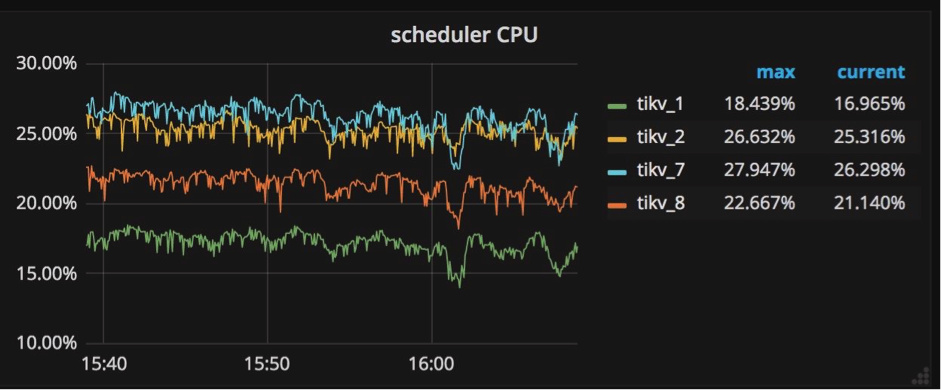 scheduler CPU
30.00%
25.00%
20.00%
15.00%
10.00%
15:40 15:50 16:00
max current
tikv_1 18.439% 16.965%
tikv_2 26.632% 25.316%
tikv_7 27.947% 26.298%
tikv_8 22.667% 21.140%